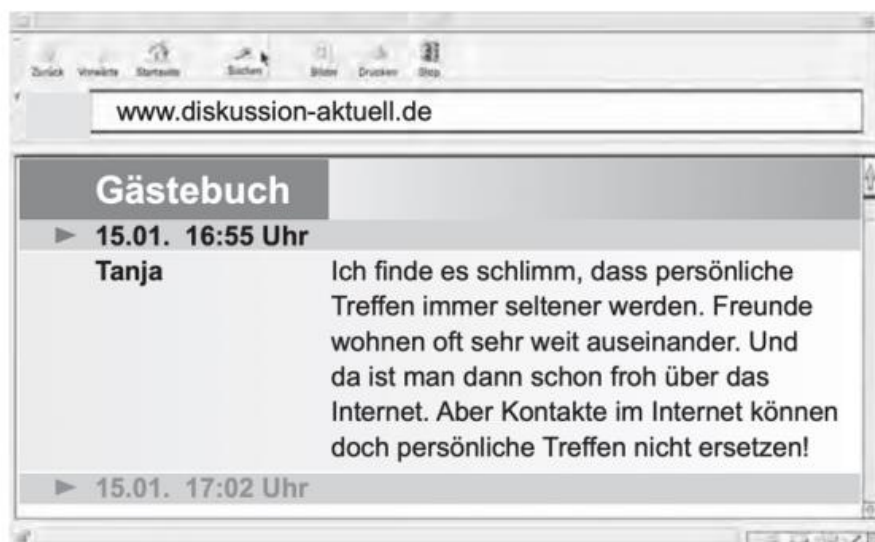 Zurück Vorwärts Startseite Suchen Bilder Drucken Stop
www.diskussion-aktuell.de
Gästebuch
15.01. 16:55 Uhr
Tanja
Ich finde es schlimm, dass persönliche
Treffen immer seltener werden. Freunde
wohnen oft sehr weit auseinander. Und
da ist man dann schon froh über das
Internet. Aber Kontakte im Internet können
doch persönliche Treffen nicht ersetzen!
15.01. 17:02 Uhr